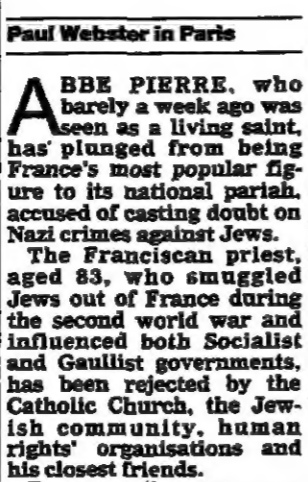 Paul Webster in Paris
ABBE PIERRE, who
barely a week ago was
seen as a living saint,
has' plunged from being
France's most popular fig-
ure to its national pariah,
accused of casting doubt on
Nazi crimes against Jews.
The Franciscan priest,
aged 83, who smuggled
Jews out of France during
the second world war and
influenced both Socialist
and Gaullist governments,
has been rejected by the
Catholic Church, the Jew-
ish community, human
rights' organisations and
his closest friends.